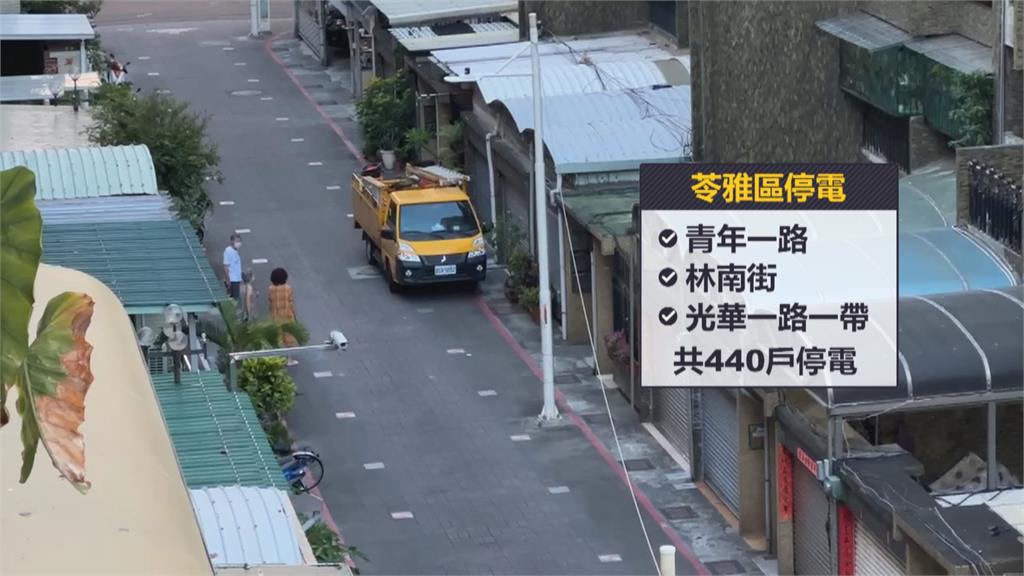 苓雅區停電
青年一路
林南街
光華一路一帶
共440戶停電